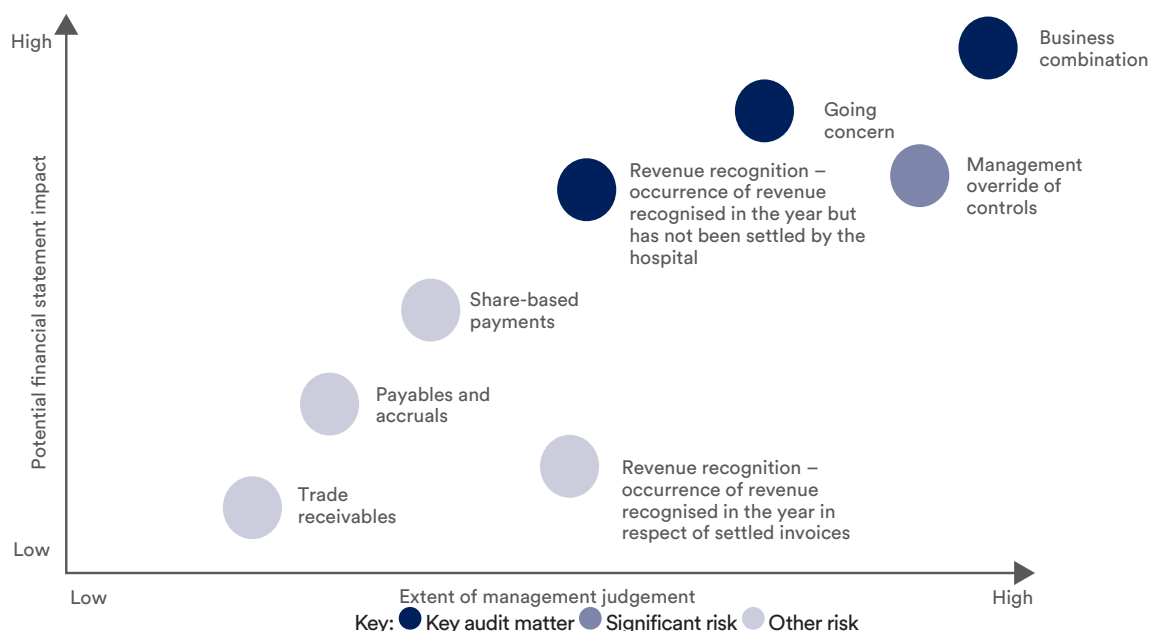 High
Business
combination
Going
concern
Management
override of
controls
Revenue recognition –
occurrence of revenue
recognised in the year but
has not been settled by the
hospital
Potential financial statement impact
Share-based
payments
Payables and
accruals
Revenue recognition –
occurrence of revenue
recognised in the year in
respect of settled invoices
Trade
receivables
Low
Low
Extent of management judgement
High
Key: Key audit matter Significant risk Other risk